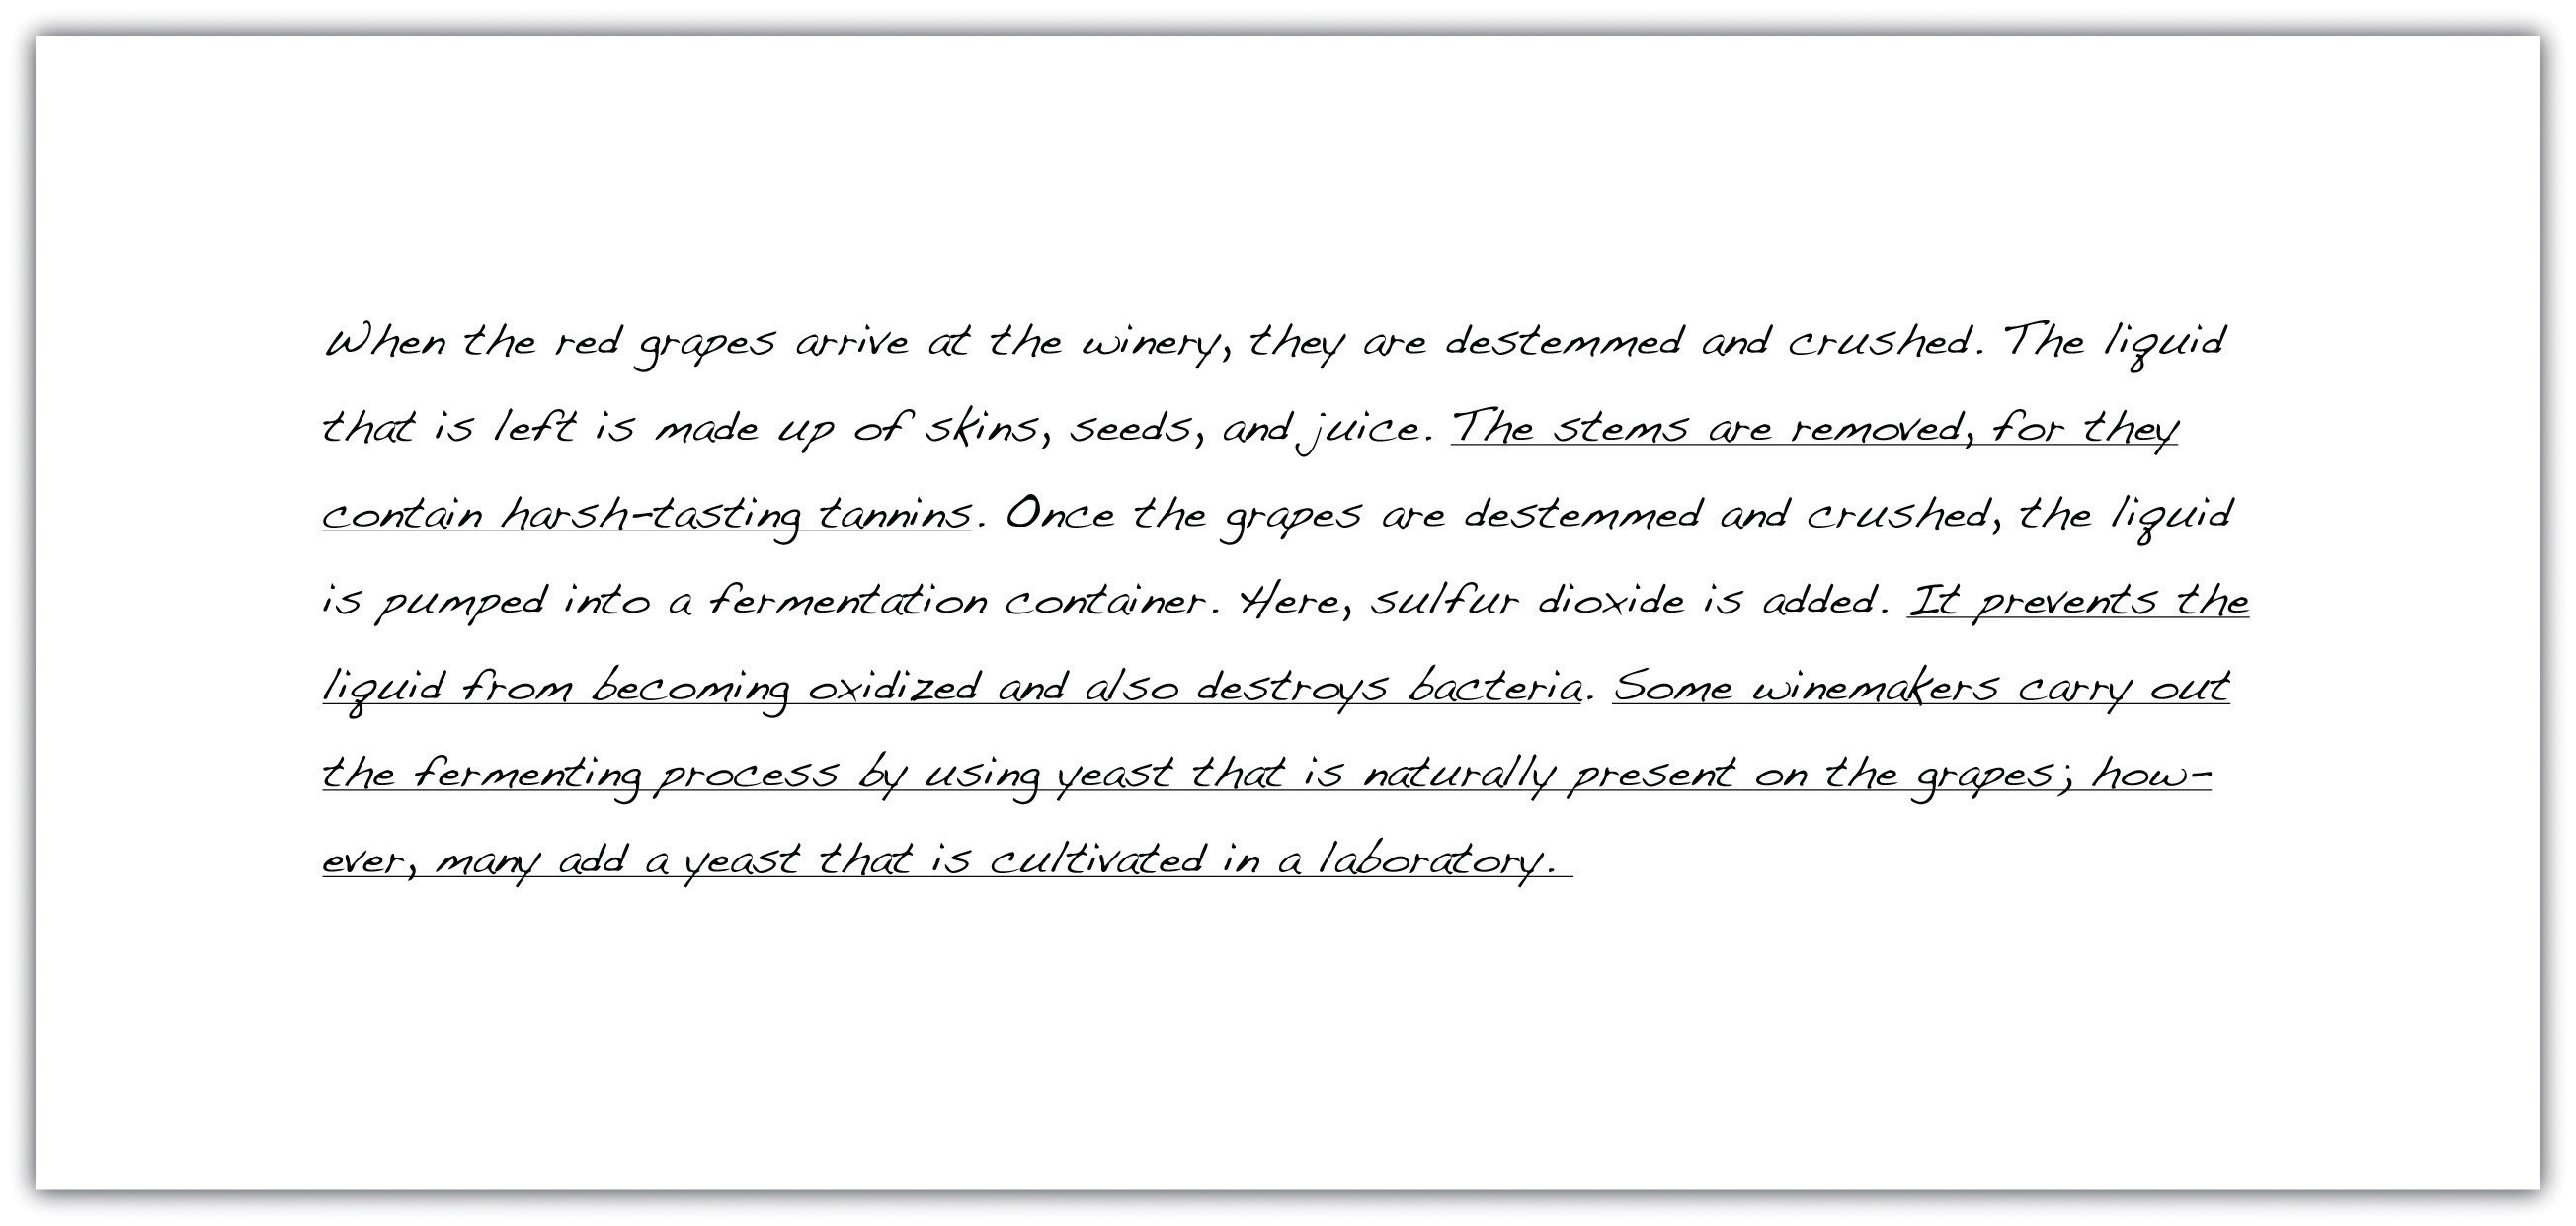 When the red grapes arrive at the winery, they are destemmed and crushed. The liquid
that is left is made up of skins, seeds, and juice. The stems are removed, for they
contain harsh-tasting tannins. Once the grapes are destemmed and crushed, the liquid
is pumped into a fermentation container. Here, sulfur dioxide is added. It prevents the
liquid from becoming oxidized and also destroys bacteria. Some winemakers carry out
the fermenting process by using yeast that is naturally present on the grapes; how-
ever, many add a yeast that is cultivated in a laboratory.